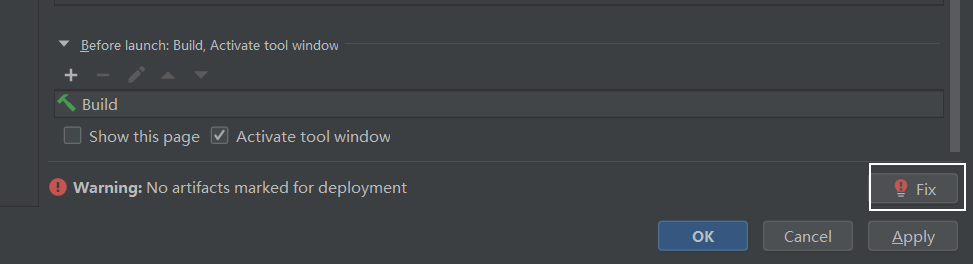 Before launch: Build, Activate tool window
Build
Show this page Activate tool window
Warning: No artifacts marked for deployment
Fix
OK Cancel Apply